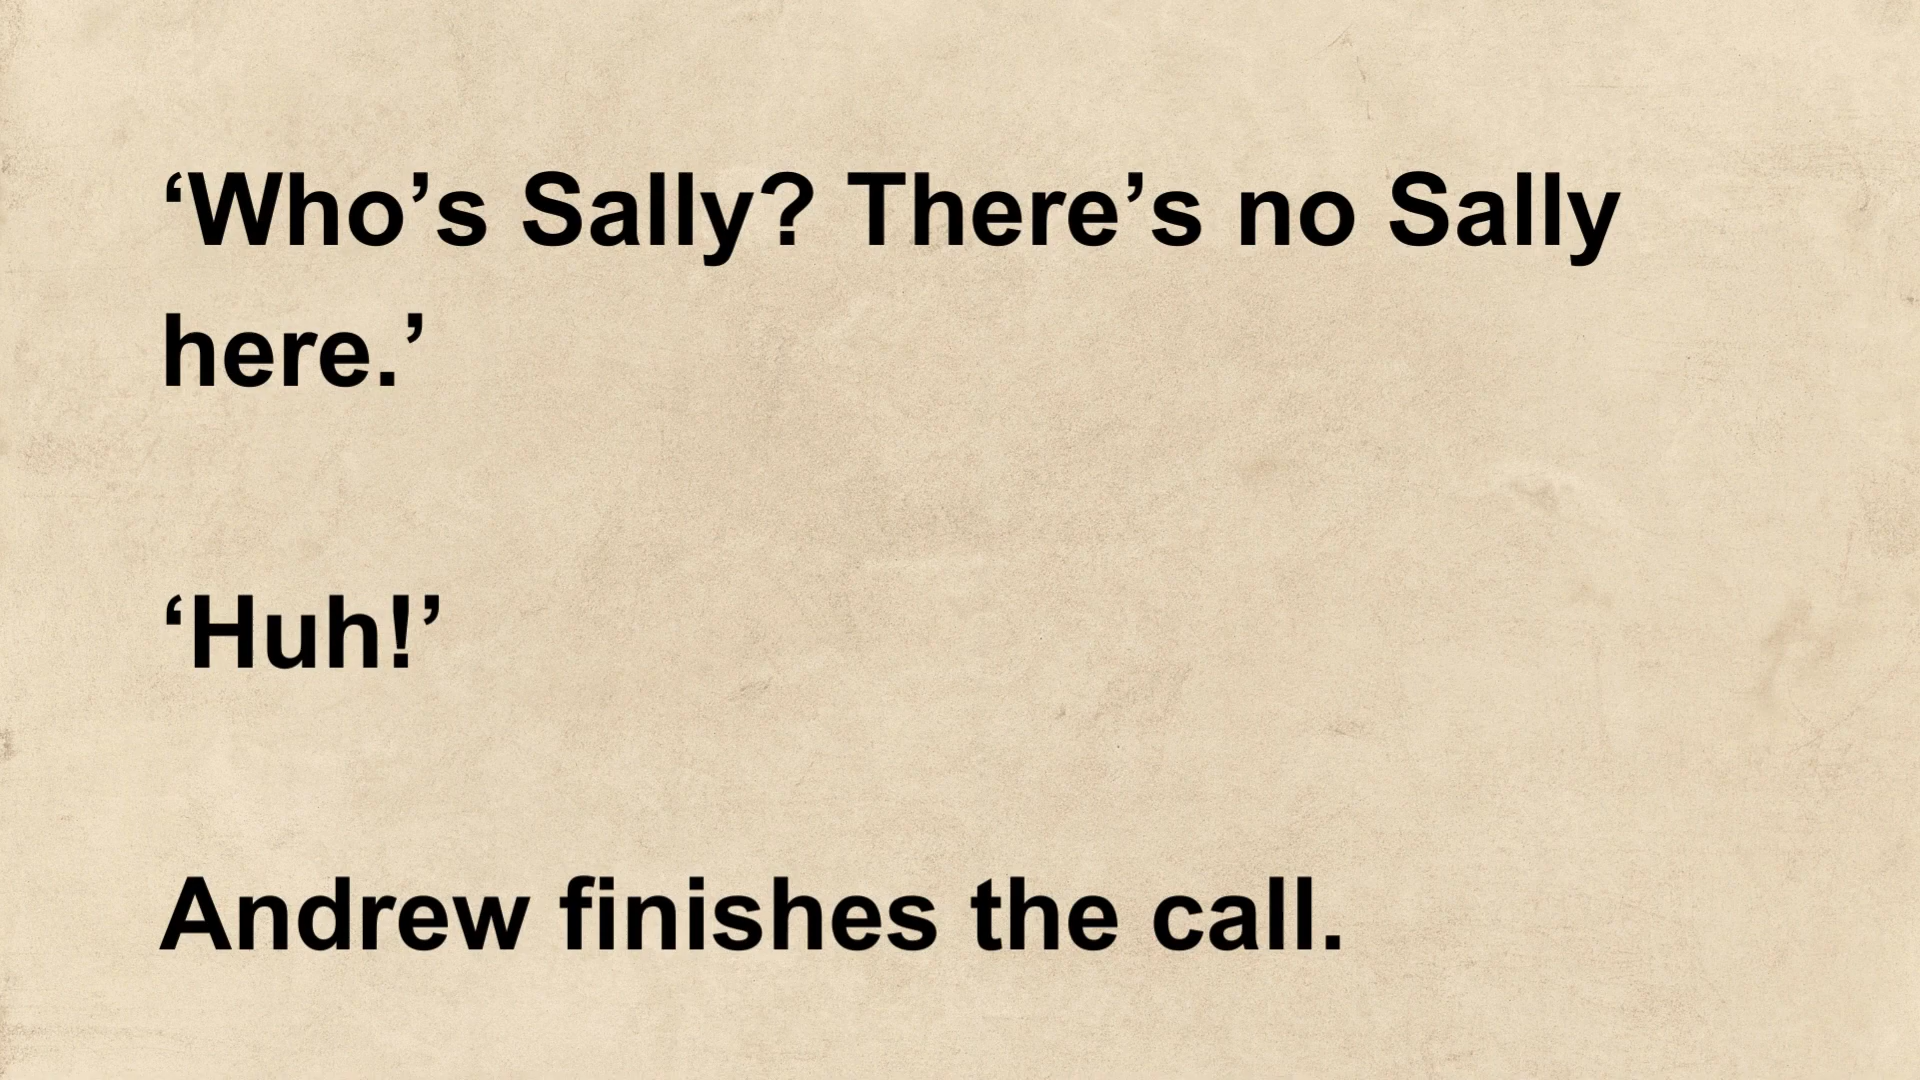 ‘Who’s Sally? There’s no Sally
here.’
‘Huh!’
Andrew finishes the call.